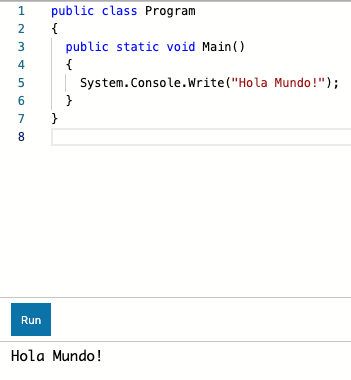 1 public class Program
2 {
3 public static void Main()
4 {
5 System.Console.Write("Hola Mundo!");
6 }
7 }
8
Run
Hola Mundo!